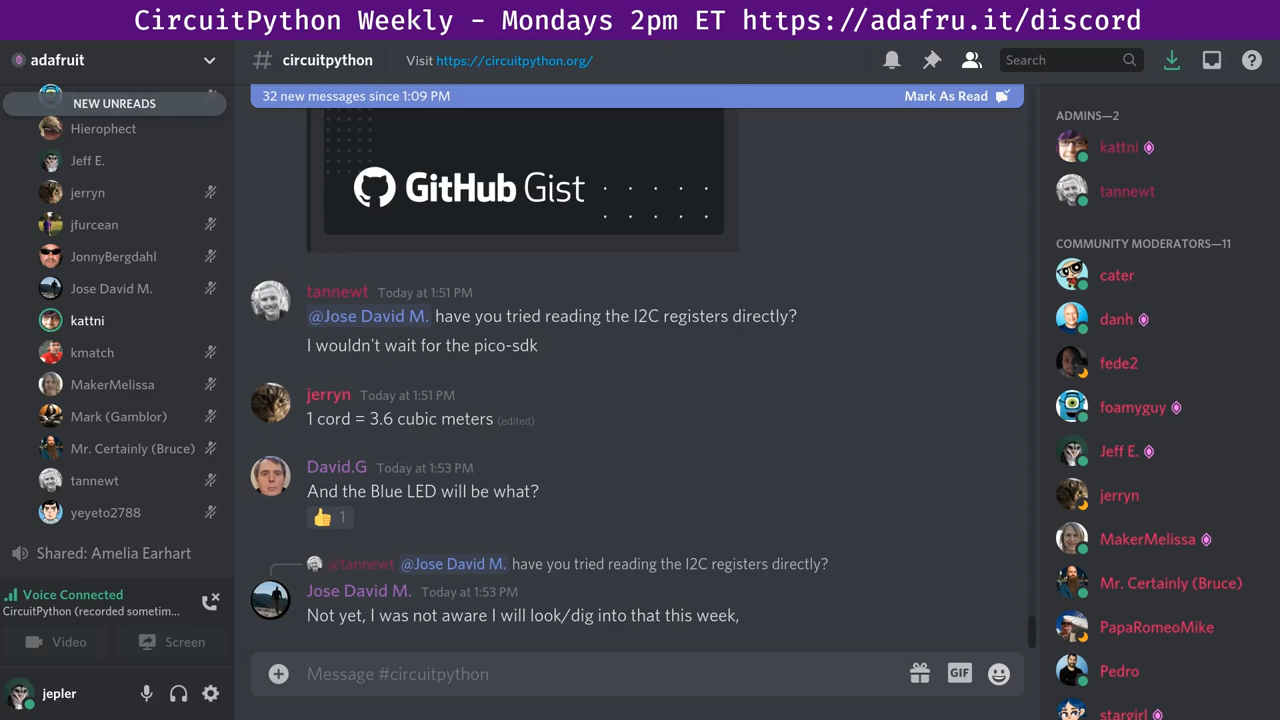 CircuitPython Weekly - Mondays 2pm ET https://adafru.it/discord
adafruit
# circuitpython
Visit https://circuitpython.org/
Search
NEW UNREADS
Hierophect
Jeff E.
jerryn
jfurcean
JonnyBergdahl
Jose David M.
kattni
kmatch
MakerMelissa
Mark (Gamblor)
Mr. Certainly (Bruce)
tannewt
yeyeto2788
Shared: Amelia Earhart
Voice Connected
CircuitPython (recorded sometim...
Video
Screen
jepler
32 new messages since 1:09 PM
Mark As Read
GitHub Gist
tannewt Today at 1:51 PM
@Jose David M. have you tried reading the I2C registers directly?
I wouldn't wait for the pico-sdk
jerryn Today at 1:51 PM
1 cord = 3.6 cubic meters (edited)
David.G Today at 1:53 PM
And the Blue LED will be what?
👍 1
@tannewt @Jose David M. have you tried reading the I2C registers directly?
Jose David M. Today at 1:53 PM
Not yet, I was not aware I will look/dig into that this week,
Message #circuitpython
GIF
ADMINS—2
kattni
tannewt
COMMUNITY MODERATORS—11
cater
danh
fede2
foamyguy
Jeff E.
jerryn
MakerMelissa
Mr. Certainly (Bruce)
PapaRomeoMike
Pedro
stargirl